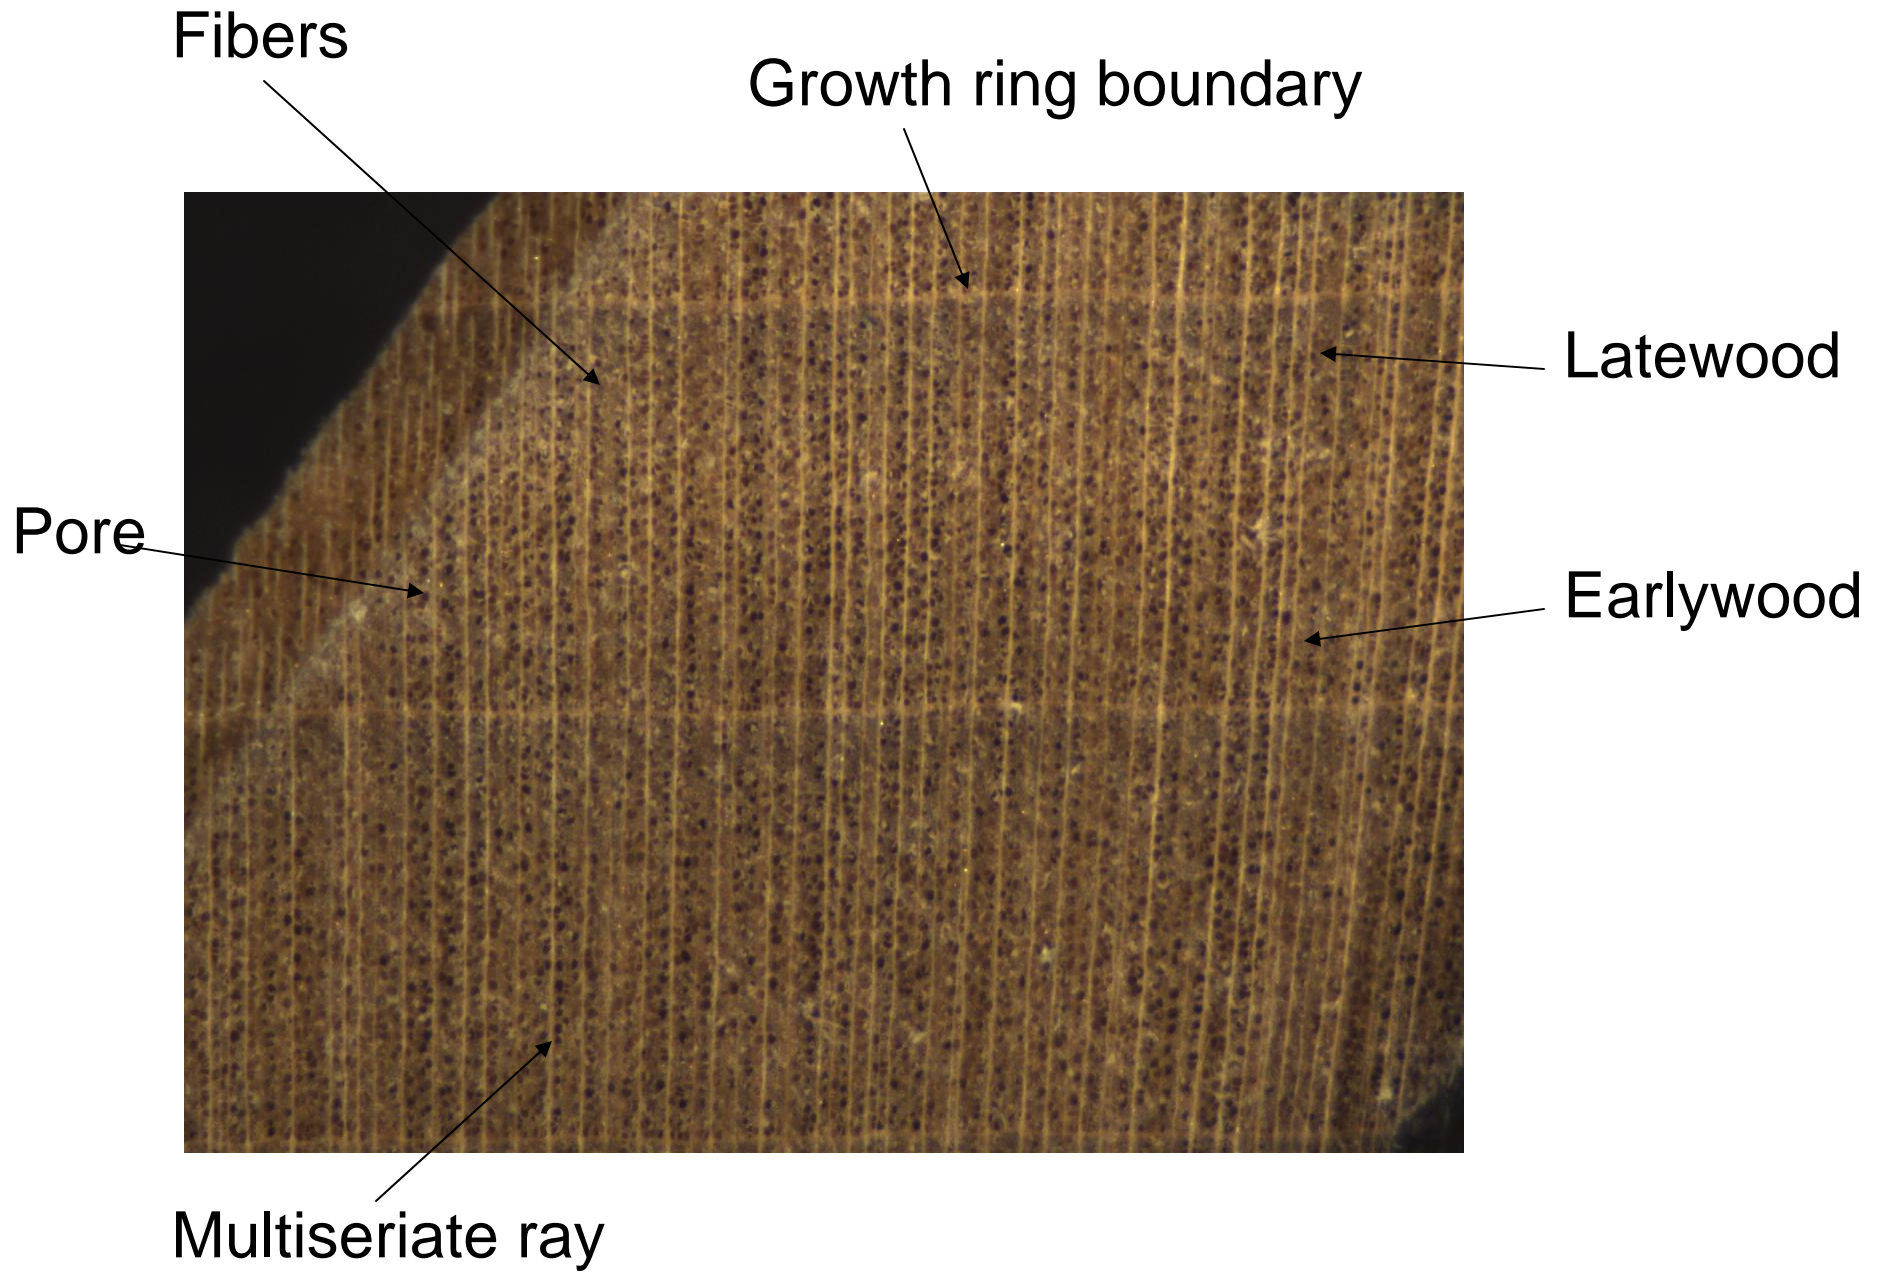 Fibers
Growth ring boundary
Latewood
Pore
Earlywood
Multiseriate ray